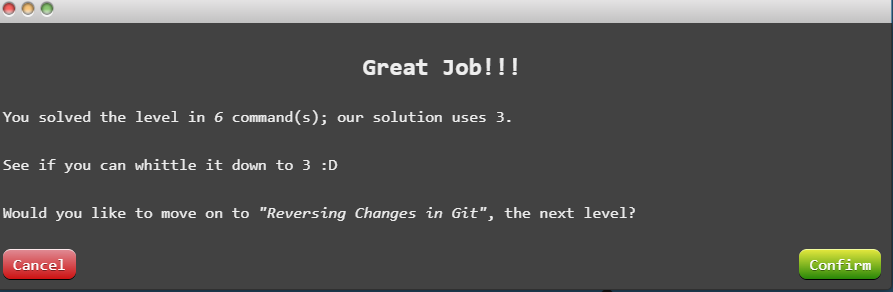 Great Job!!!
You solved the level in 6 command(s); our solution uses 3.
See if you can whittle it down to 3 :D
Would you like to move on to "Reversing Changes in Git", the next level?
Cancel Confirm